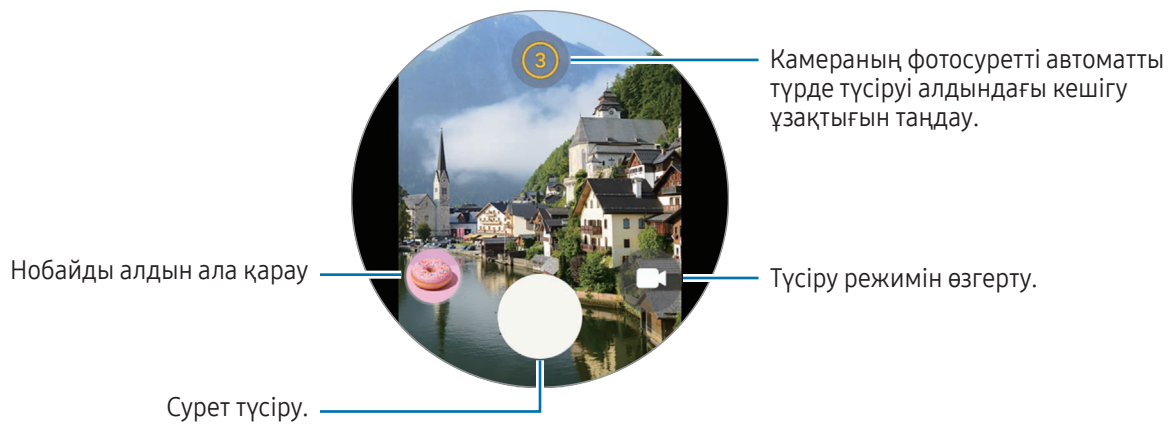 3
Камераның фотосуретті автоматты
түрде түсіруі алдындағы кешігу
ұзақтығын таңдау.
Нобайды алдын ала қарау
Түсіру режимін өзгерту.
Сурет түсіру.